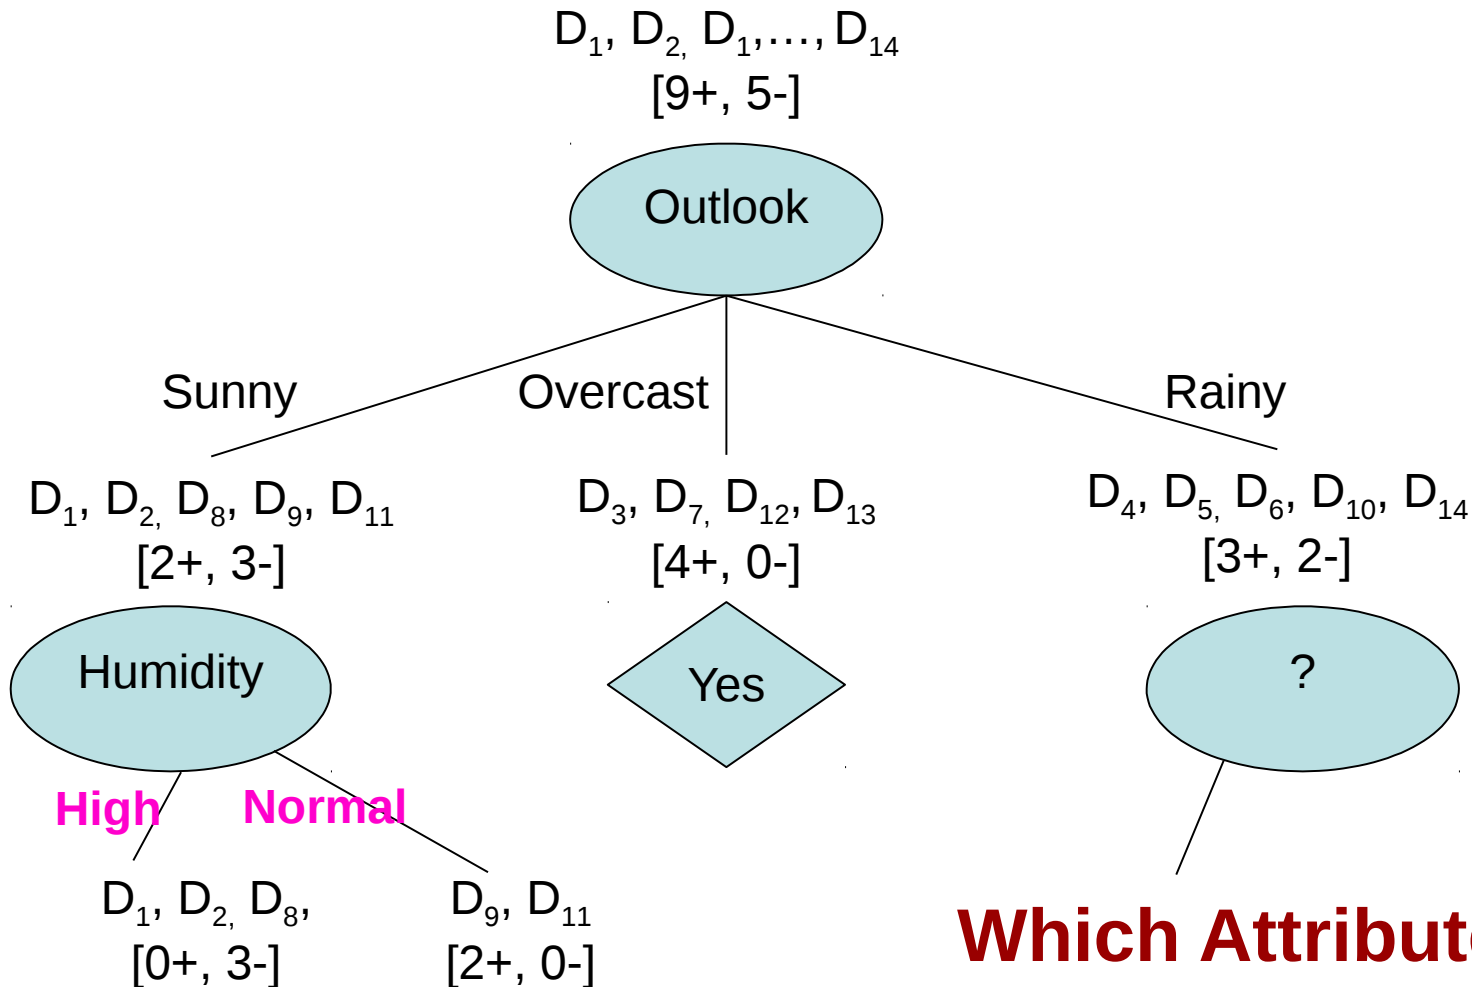 D1, D2, D1,…, D14
[9+, 5-]
Outlook
Sunny
Overcast
Rainy
D1, D2, D8, D9, D11
[2+, 3-]
D3, D7, D12, D13
[4+, 0-]
D4, D5, D6, D10, D14
[3+, 2-]
Humidity
Yes
?
High
Normal
D1, D2, D8,
[0+, 3-]
D9, D11
[2+, 0-]
Which Attribute